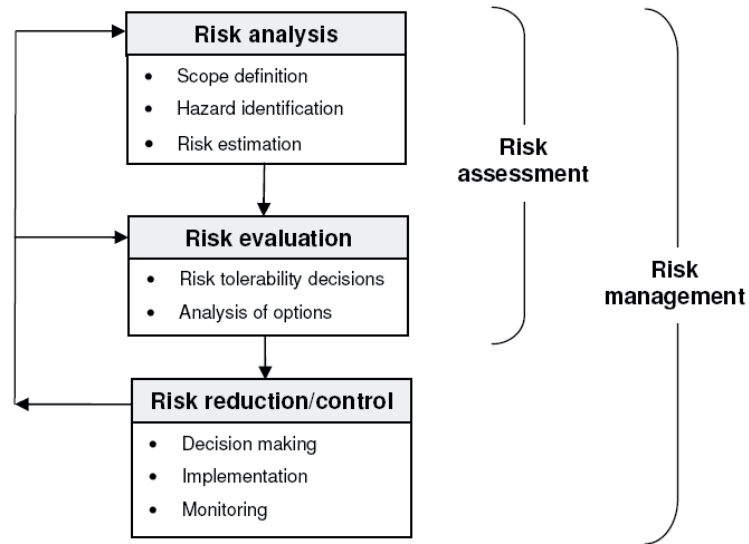 Risk analysis
• Scope definition
• Hazard identification
• Risk estimation
Risk
assessment
Risk evaluation
• Risk tolerability decisions
• Analysis of options
Risk
management
Risk reduction/control
• Decision making
• Implementation
• Monitoring